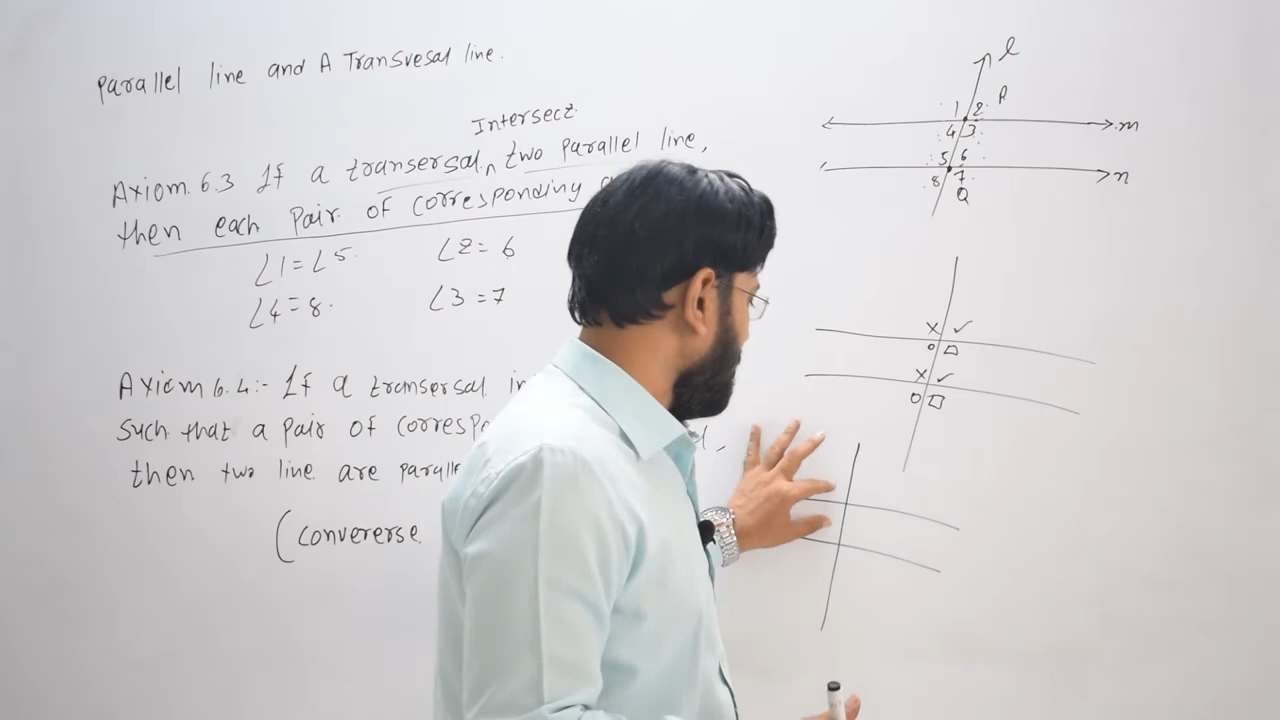 Parallel line and A Transvesal line.
Intersect
Axiom. 6.3 If a transersal, two parallel line,
then each Pair. of corresponding
∠1=∠5. ∠2= 6
∠4=8. ∠3=7
Axiom 6.4:- If a transersal in
such that a pair of corresp d,
then two line are parall
(convererse
l
1 2 P
m
4 3
5 6
n
8 7
Q
x ✓
x ✓